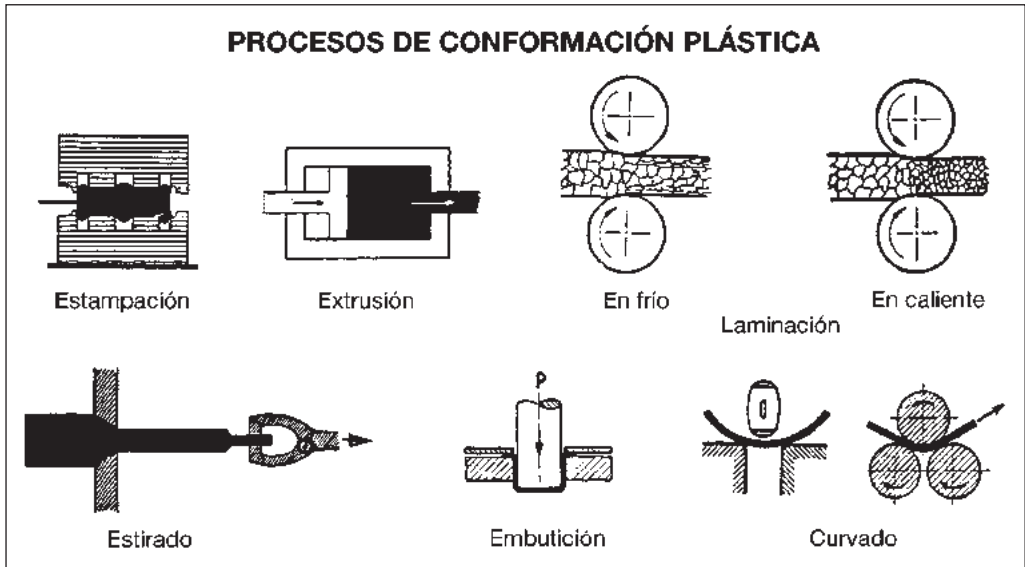 PROCESOS DE CONFORMACIÓN PLÁSTICA
Estampación
Extrusión
En frío
En caliente
Laminación
P
Estirado
Embutición
Curvado